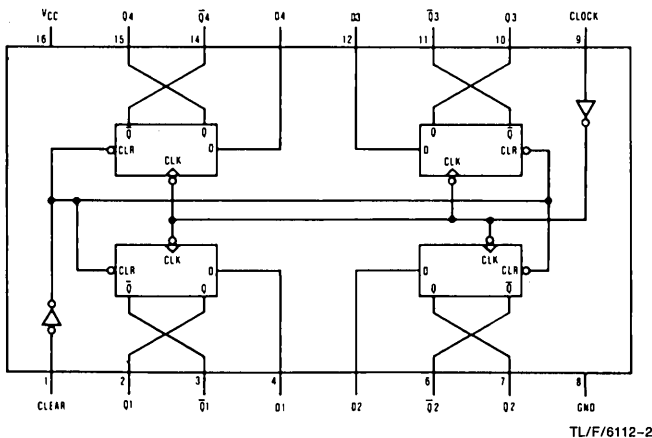 VCC Q4 Q̅4 D4 D3 Q̅3 Q3 CLOCK
16 15 14 12 11 10 9
Q̅ Q Q Q̅
CLR D D CLR
CLK CLK
CLK CLK
CLR D D CLR
Q̅ Q Q Q̅
1 2 3 4 6 7 8
CLEAR Q1 Q̅1 D1 D2 Q̅2 Q2 GND
TL/F/6112–2